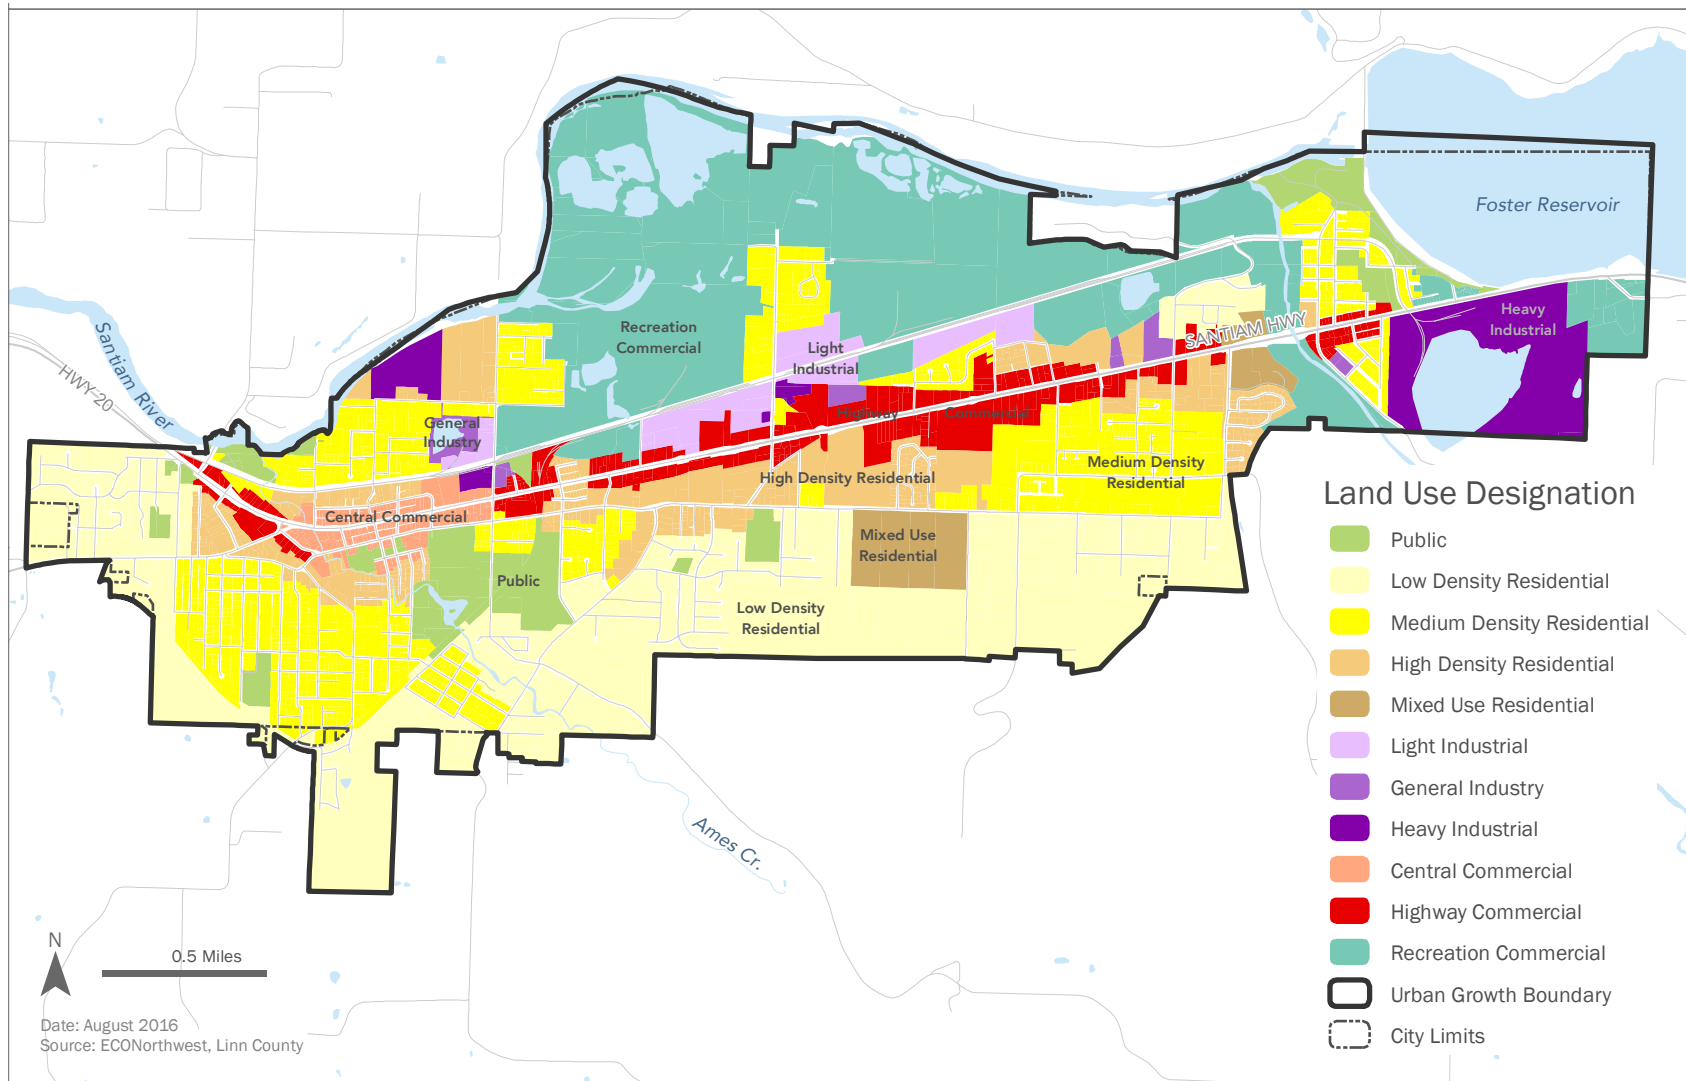 Foster Reservoir
Heavy
Industrial
SANTIAM HWY
Recreation
Commercial
Light
Industrial
Santiam River
HWY 20
General
Industry
Highway Commercial
Medium Density
Residential
High Density Residential
Central Commercial
Mixed Use
Residential
Public
Low Density
Residential
Ames Cr.
Land Use Designation
Public
Low Density Residential
Medium Density Residential
High Density Residential
Mixed Use Residential
Light Industrial
General Industry
Heavy Industrial
Central Commercial
Highway Commercial
Recreation Commercial
Urban Growth Boundary
City Limits
N
0.5 Miles
Date: August 2016
Source: ECONorthwest, Linn County